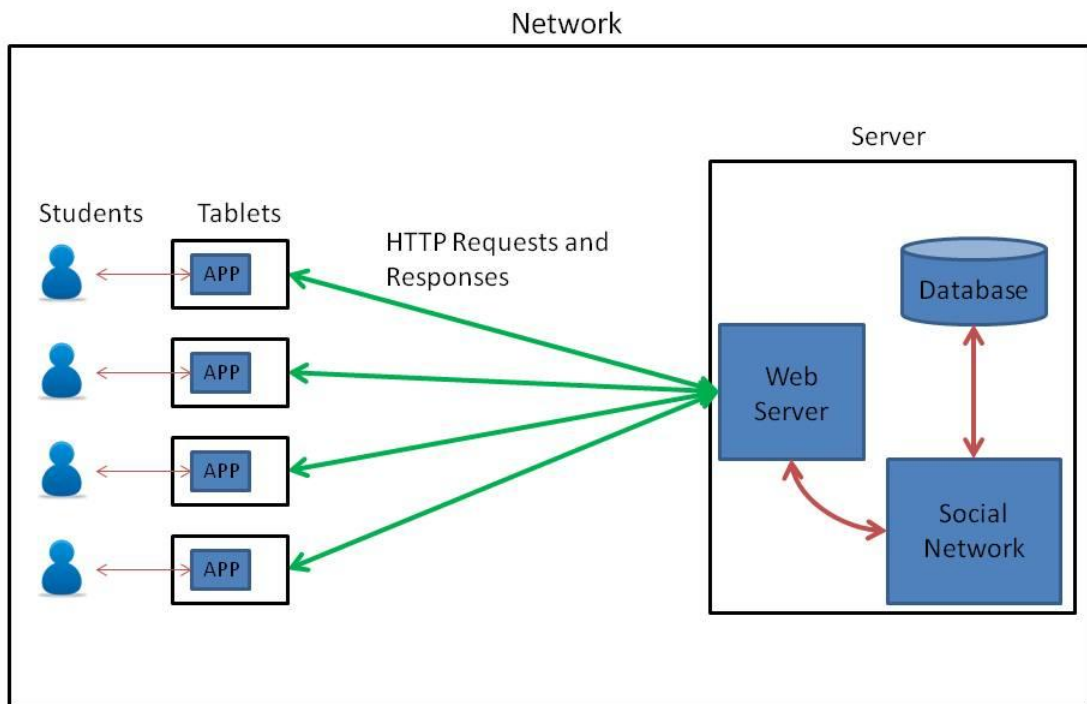 Network
Server
Students
Tablets
HTTP Requests and
Responses
APP
APP
APP
APP
Database
Web
Server
Social
Network